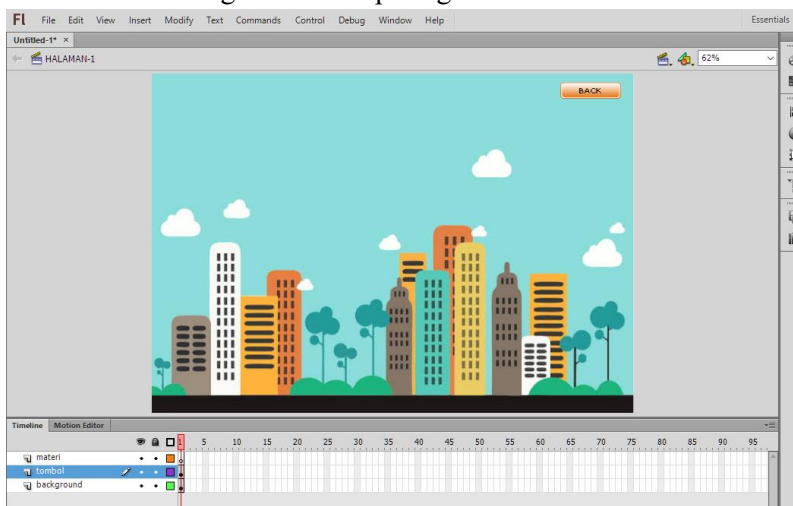 Fl File Edit View Insert Modify Text Commands Control Debug Window Help Essentials
Untitled-1* ×
HALAMAN-1 62%
BACK
Timeline Motion Editor
1 5 10 15 20 25 30 35 40 45 50 55 60 65 70 75 80 85 90 95
materi
tombol
background